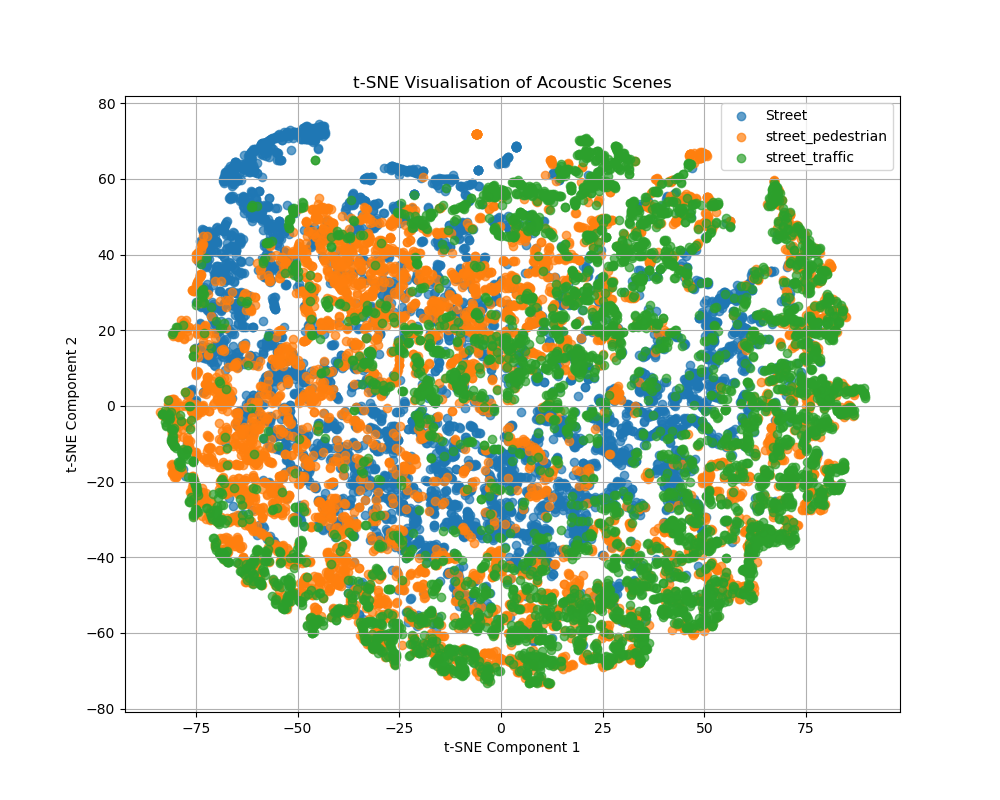 t-SNE Visualisation of Acoustic Scenes
Street
street_pedestrian
street_traffic
80
60
40
20
0
−20
−40
−60
−80
t-SNE Component 2
−75 −50 −25 0 25 50 75
t-SNE Component 1